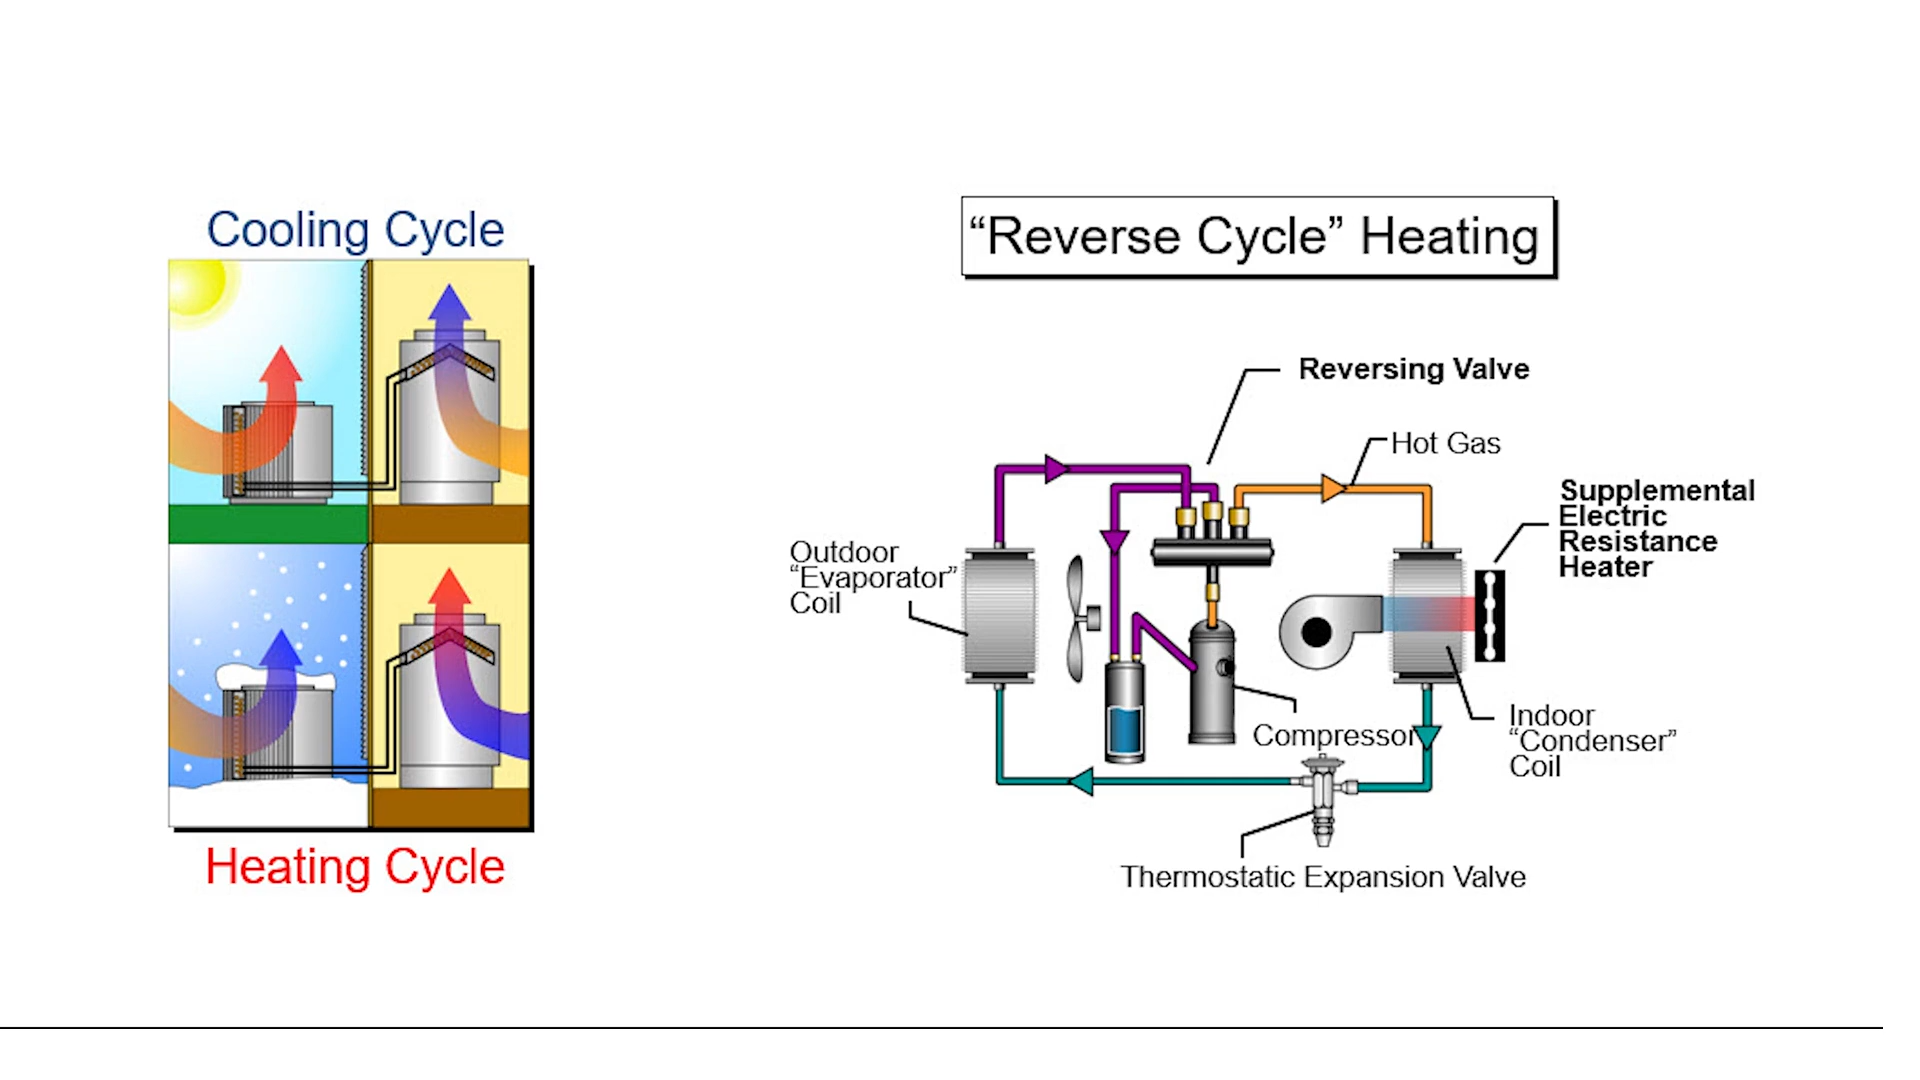 Cooling Cycle
Heating Cycle
“Reverse Cycle” Heating
Reversing Valve
Hot Gas
Supplemental
Electric
Resistance
Heater
Outdoor
“Evaporator”
Coil
Compressor
Indoor
“Condenser”
Coil
Thermostatic Expansion Valve